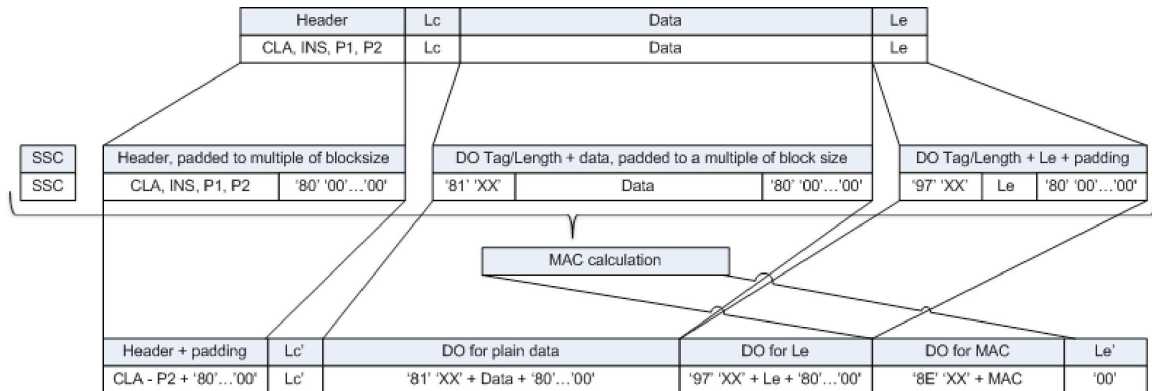 Header Lc Data Le
CLA, INS, P1, P2 Lc Data Le
SSC Header, padded to multiple of blocksize DO Tag/Length + data, padded to a multiple of block size DO Tag/Length + Le + padding
SSC CLA, INS, P1, P2 ‘80’ ‘00’...’00’ ‘81’ ‘XX’ Data ‘80’ ‘00’...’00’ ‘97’ ‘XX’ Le ‘80’ ‘00’...’00’
MAC calculation
Header + padding Lc’ DO for plain data DO for Le DO for MAC Le’
CLA - P2 + ‘80’...’00’ Lc’ ‘81’ ‘XX’ + Data + ‘80’...’00’ ‘97’ ‘XX’ + Le + ‘80’...’00’ ‘8E’ ‘XX” + MAC ‘00’